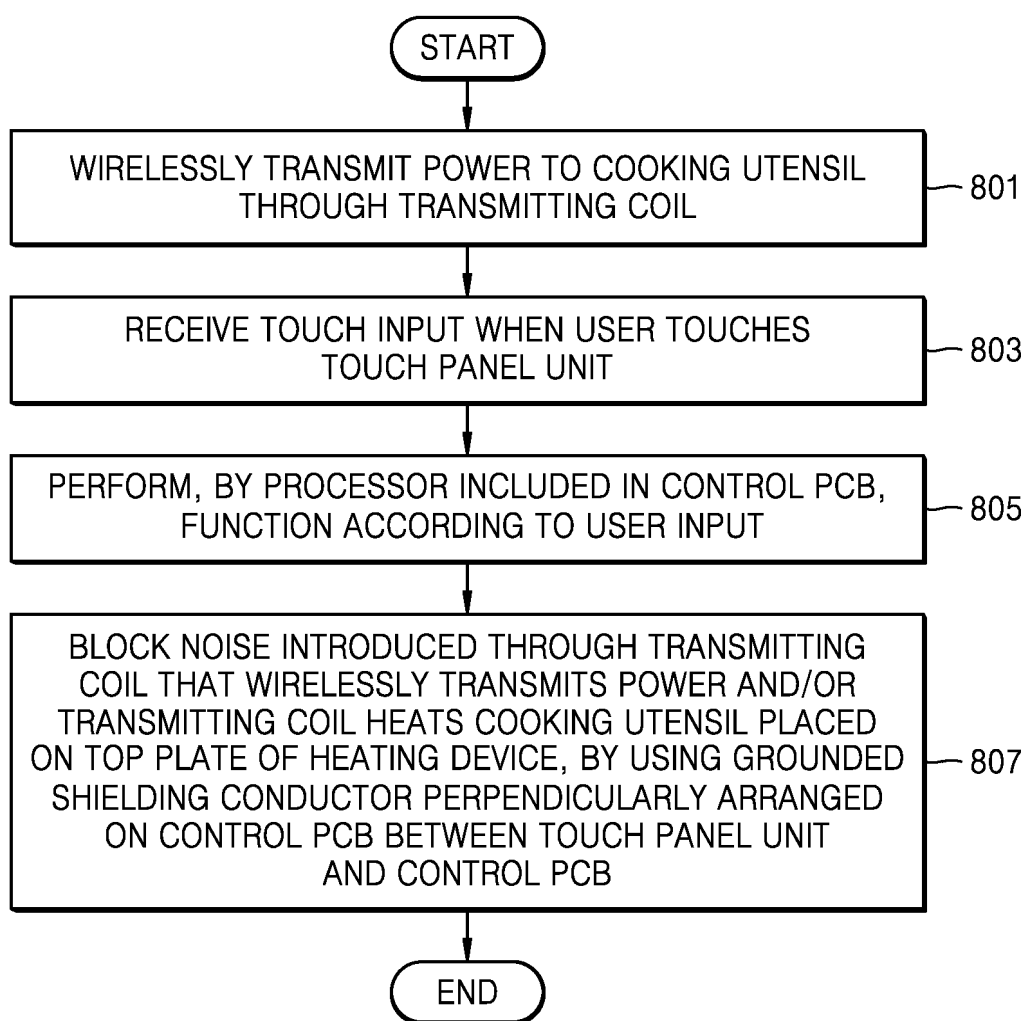 START
WIRELESSLY TRANSMIT POWER TO COOKING UTENSIL
THROUGH TRANSMITTING COIL
801
RECEIVE TOUCH INPUT WHEN USER TOUCHES
TOUCH PANEL UNIT
803
PERFORM, BY PROCESSOR INCLUDED IN CONTROL PCB,
FUNCTION ACCORDING TO USER INPUT
805
BLOCK NOISE INTRODUCED THROUGH TRANSMITTING
COIL THAT WIRELESSLY TRANSMITS POWER AND/OR
TRANSMITTING COIL HEATS COOKING UTENSIL PLACED
ON TOP PLATE OF HEATING DEVICE, BY USING GROUNDED
SHIELDING CONDUCTOR PERPENDICULARLY ARRANGED
ON CONTROL PCB BETWEEN TOUCH PANEL UNIT
AND CONTROL PCB
807
END